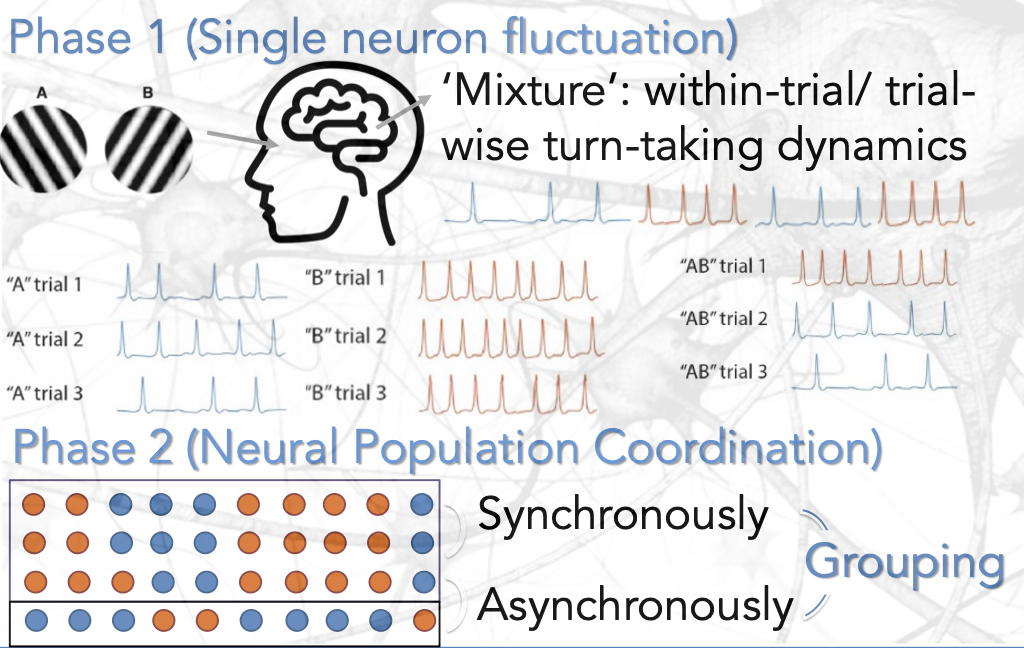 Phase 1 (Single neuron fluctuation)
A
B
‘Mixture’: within-trial/ trial-
wise turn-taking dynamics
“A” trial 1
“B” trial 1
“AB” trial 1
“A” trial 2
“B” trial 2
“AB” trial 2
“A” trial 3
“B” trial 3
“AB” trial 3
Phase 2 (Neural Population Coordination)
Synchronously
Grouping
Asynchronously